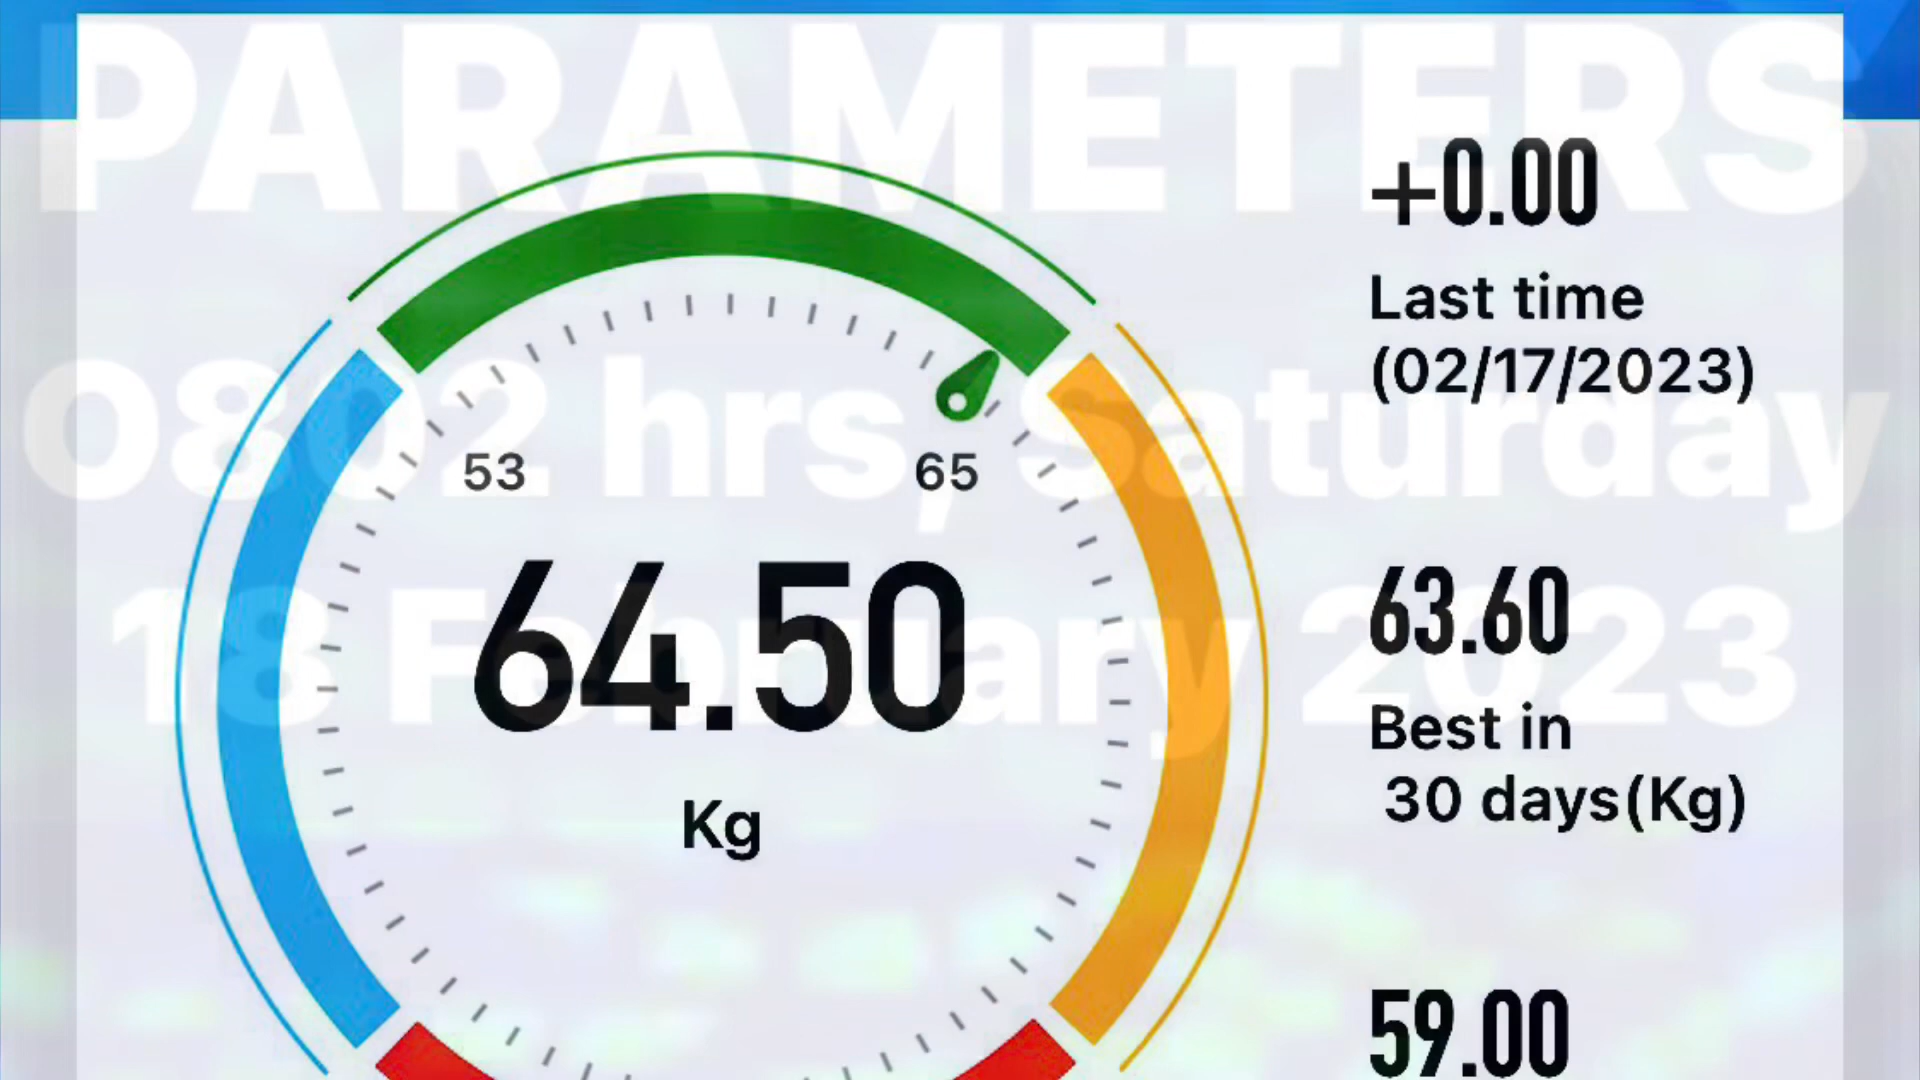 PARAMETERS
0802 hrs, Saturday
18 February 2023
53
65
64.50
Kg
+0.00
Last time
(02/17/2023)
63.60
Best in
30 days(Kg)
59.00